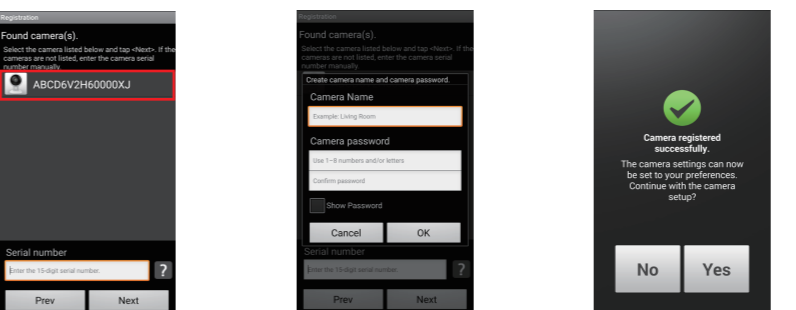 Registration
Found camera(s).
Select the camera listed below and tap <Next>. If the
cameras are not listed, enter the camera serial
number manually.
ABCD6V2H60000XJ
Serial number
Enter the 15-digit serial number.
?
Prev
Next
Registration
Found camera(s).
Select the camera listed below and tap <Next>. If the
cameras are not listed, enter the camera serial
number manually.
Create camera name and camera password.
Camera Name
Example: Living Room
Camera password
Use 1~8 numbers and/or letters
Confirm password
Show Password
Cancel
OK
Serial number
Enter the 15-digit serial number.
?
Prev
Next
Camera registered
successfully.
The camera settings can now
be set to your preferences.
Continue with the camera
setup?
No
Yes